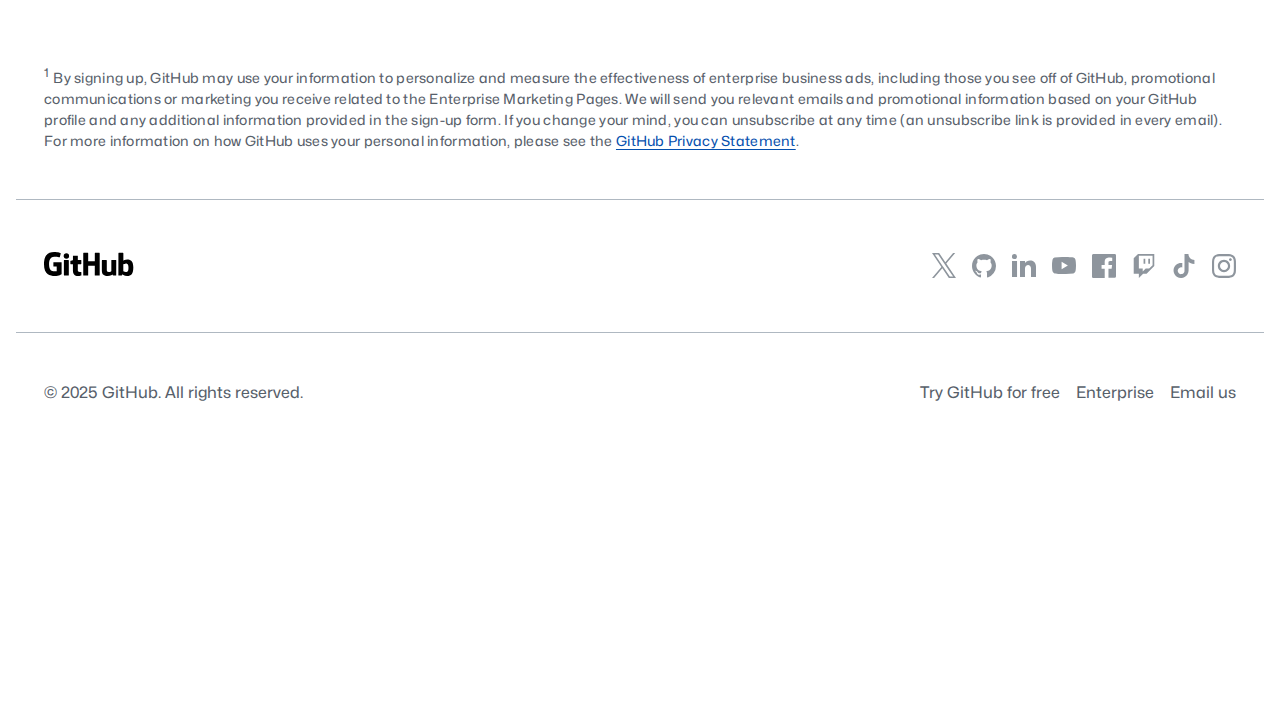 1 By signing up, GitHub may use your information to personalize and measure the effectiveness of enterprise business ads, including those you see off of GitHub, promotional
communications or marketing you receive related to the Enterprise Marketing Pages. We will send you relevant emails and promotional information based on your GitHub
profile and any additional information provided in the sign-up form. If you change your mind, you can unsubscribe at any time (an unsubscribe link is provided in every email).
For more information on how GitHub uses your personal information, please see the GitHub Privacy Statement.
GitHub
© 2025 GitHub. All rights reserved.
Try GitHub for free Enterprise Email us